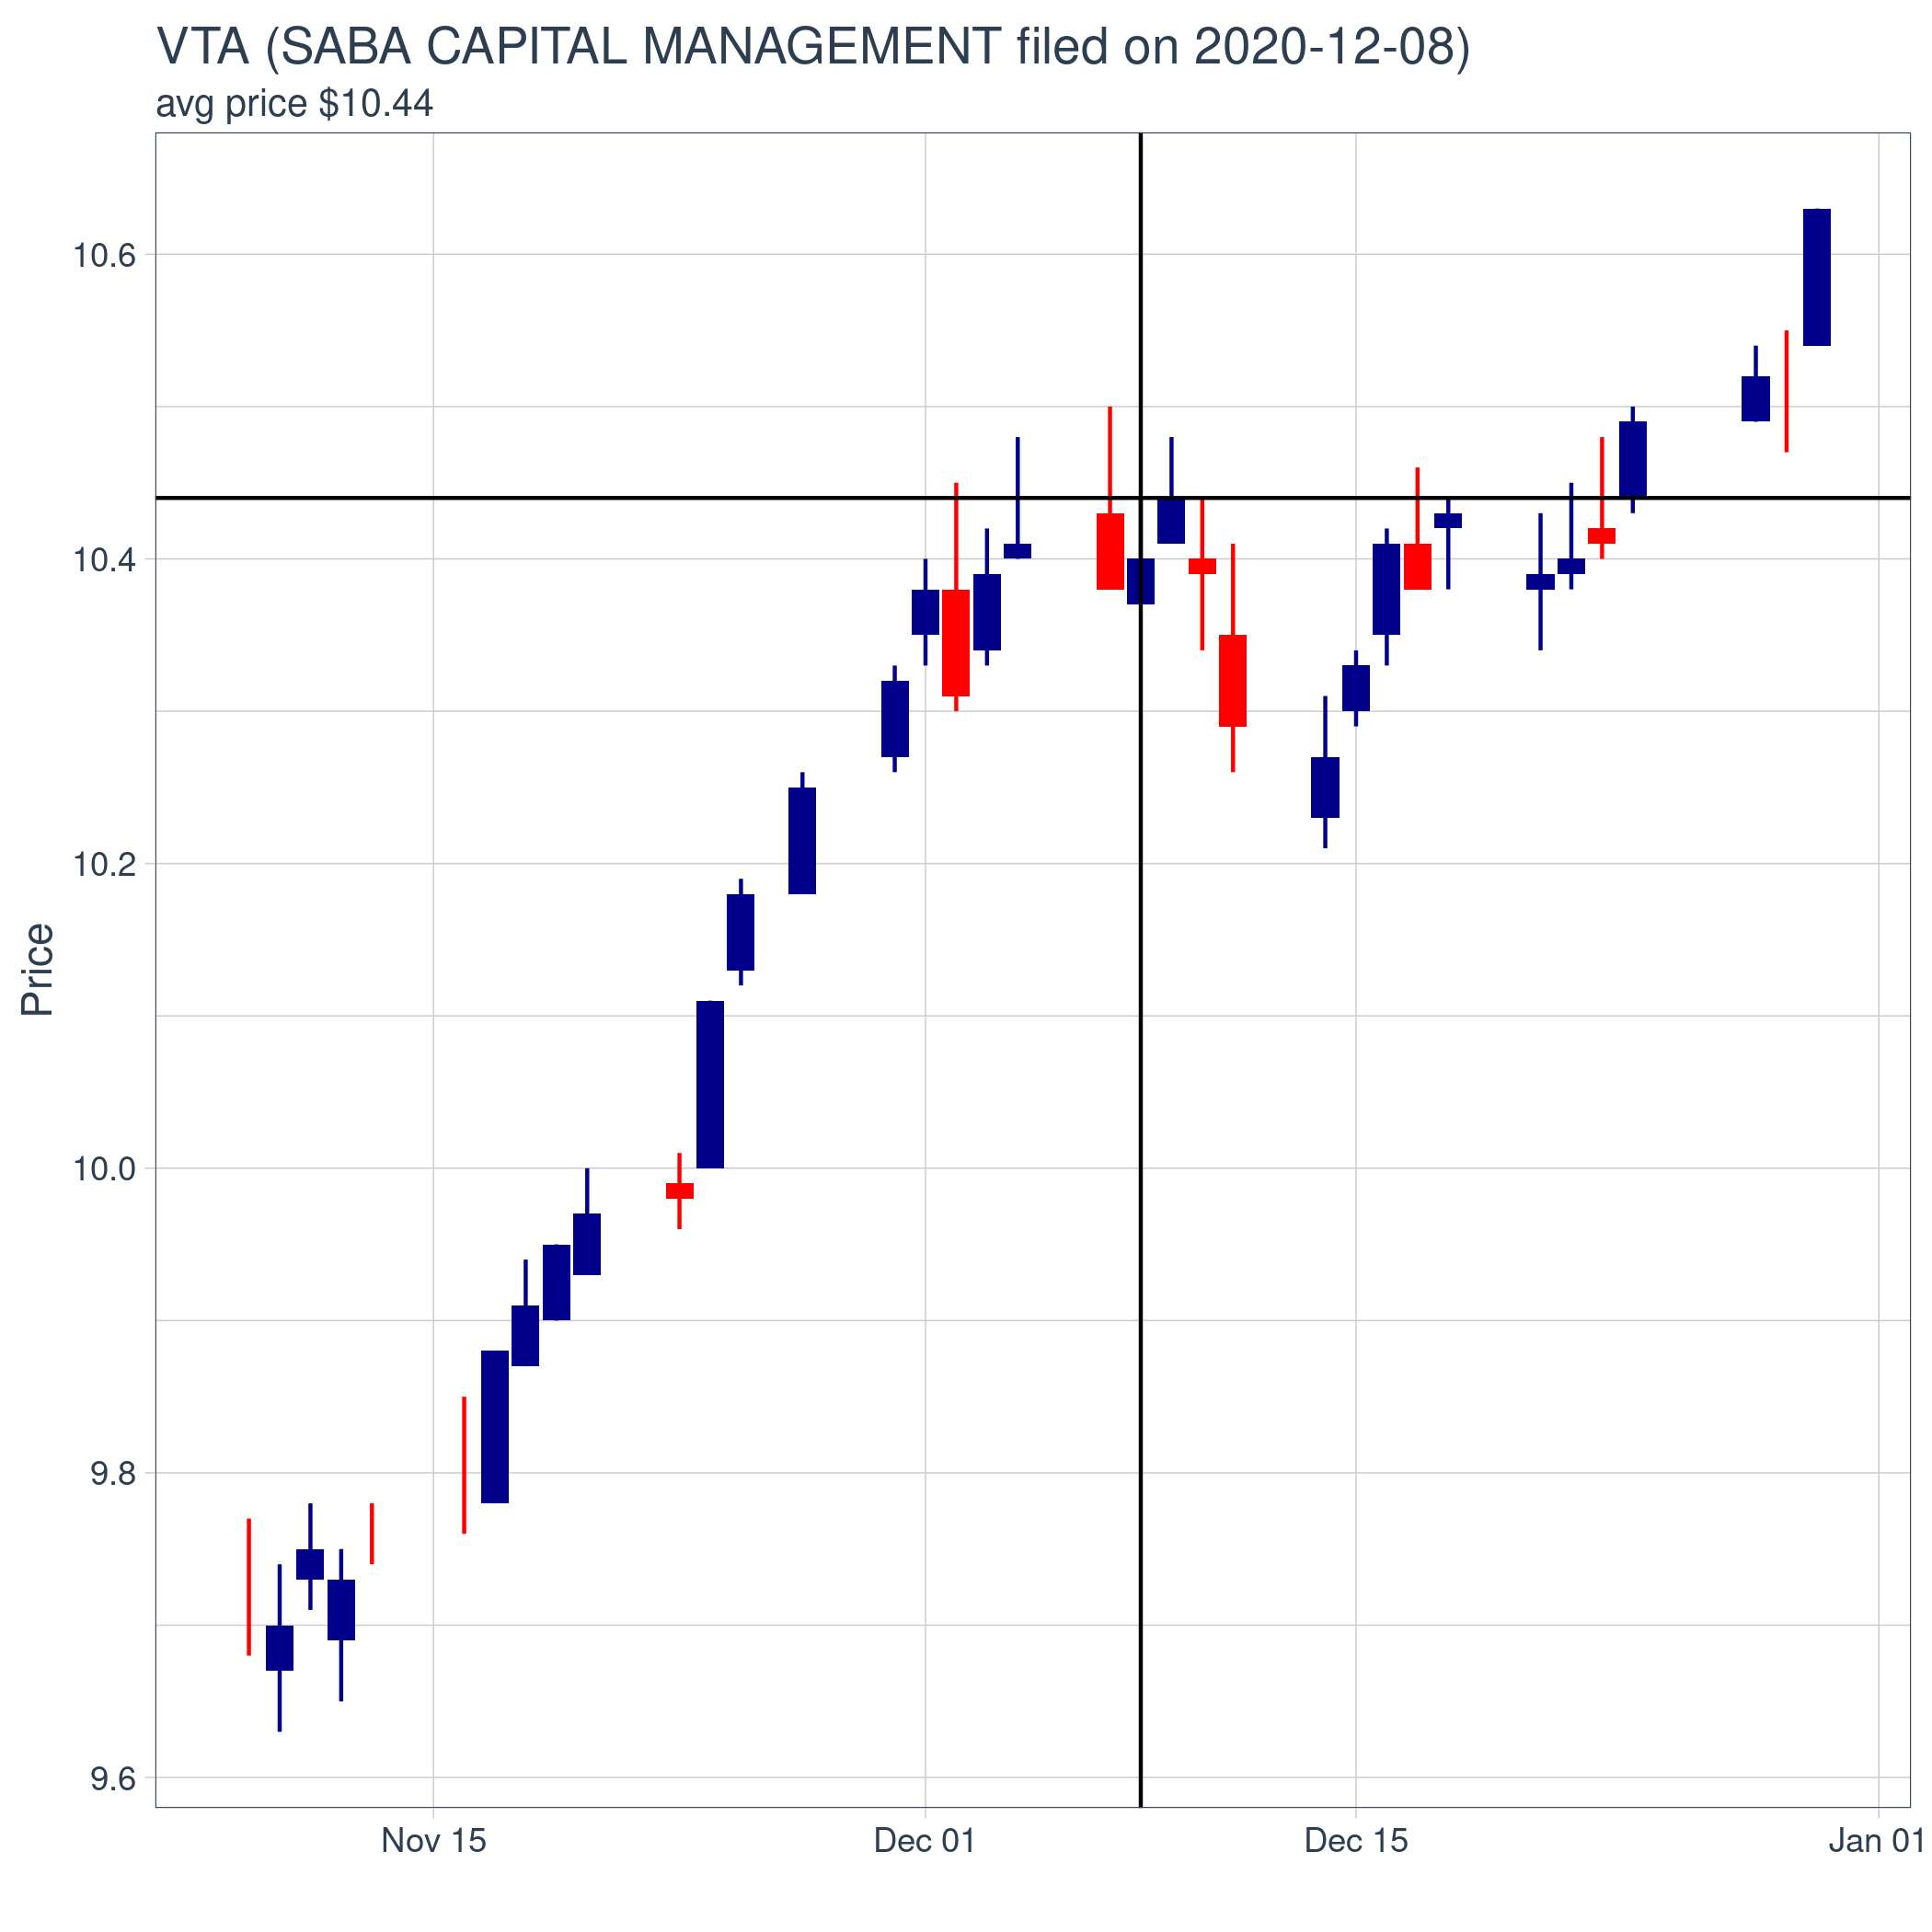 VTA (SABA CAPITAL MANAGEMENT filed on 2020-12-08)
avg price $10.44
10.6
10.4
10.2
10.0
9.8
9.6
Price
Nov 15
Dec 01
Dec 15
Jan 01